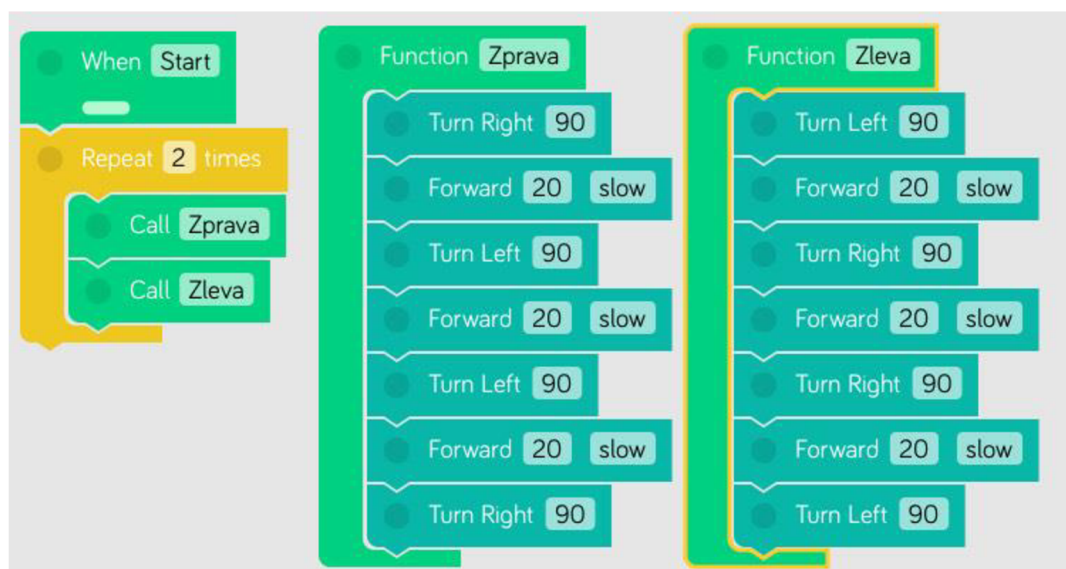 When Start
Repeat 2 times
Call Zprava
Call Zleva
Function Zprava
Turn Right 90
Forward 20 slow
Turn Left 90
Forward 20 slow
Turn Left 90
Forward 20 slow
Turn Right 90
Function Zleva
Turn Left 90
Forward 20 slow
Turn Right 90
Forward 20 slow
Turn Right 90
Forward 20 slow
Turn Left 90